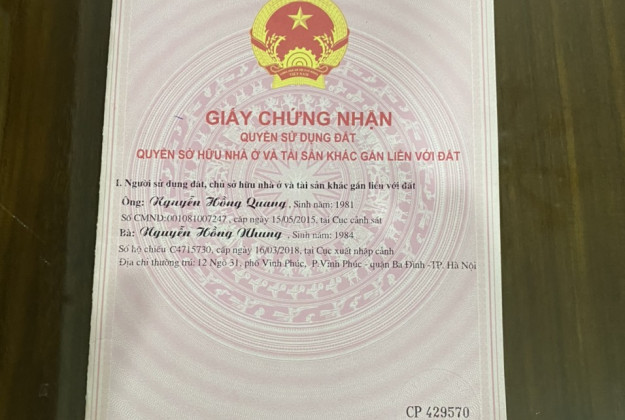 GIẤY CHỨNG NHẬN
QUYỀN SỬ DỤNG ĐẤT
QUYỀN SỞ HỮU NHÀ Ở VÀ TÀI SẢN KHÁC GẮN LIỀN VỚI ĐẤT
I. Người sử dụng đất, chủ sở hữu nhà ở và tài sản khác gắn liền với đất
Ông: Nguyễn Hồng Quang , Sinh năm: 1981
Số CMND:001081007247 , cấp ngày 15/05/2015, tại Cục cảnh sát
Bà: Nguyễn Hồng Nhung , Sinh năm: 1984
Số hộ chiếu C4715730, cấp ngày 16/03/2018, tại Cục xuất nhập cảnh
Địa chỉ thường trú: 12 Ngõ 31, phố Vĩnh Phúc, P.Vĩnh Phúc - quận Ba Đình -TP. Hà Nội
CP 429570